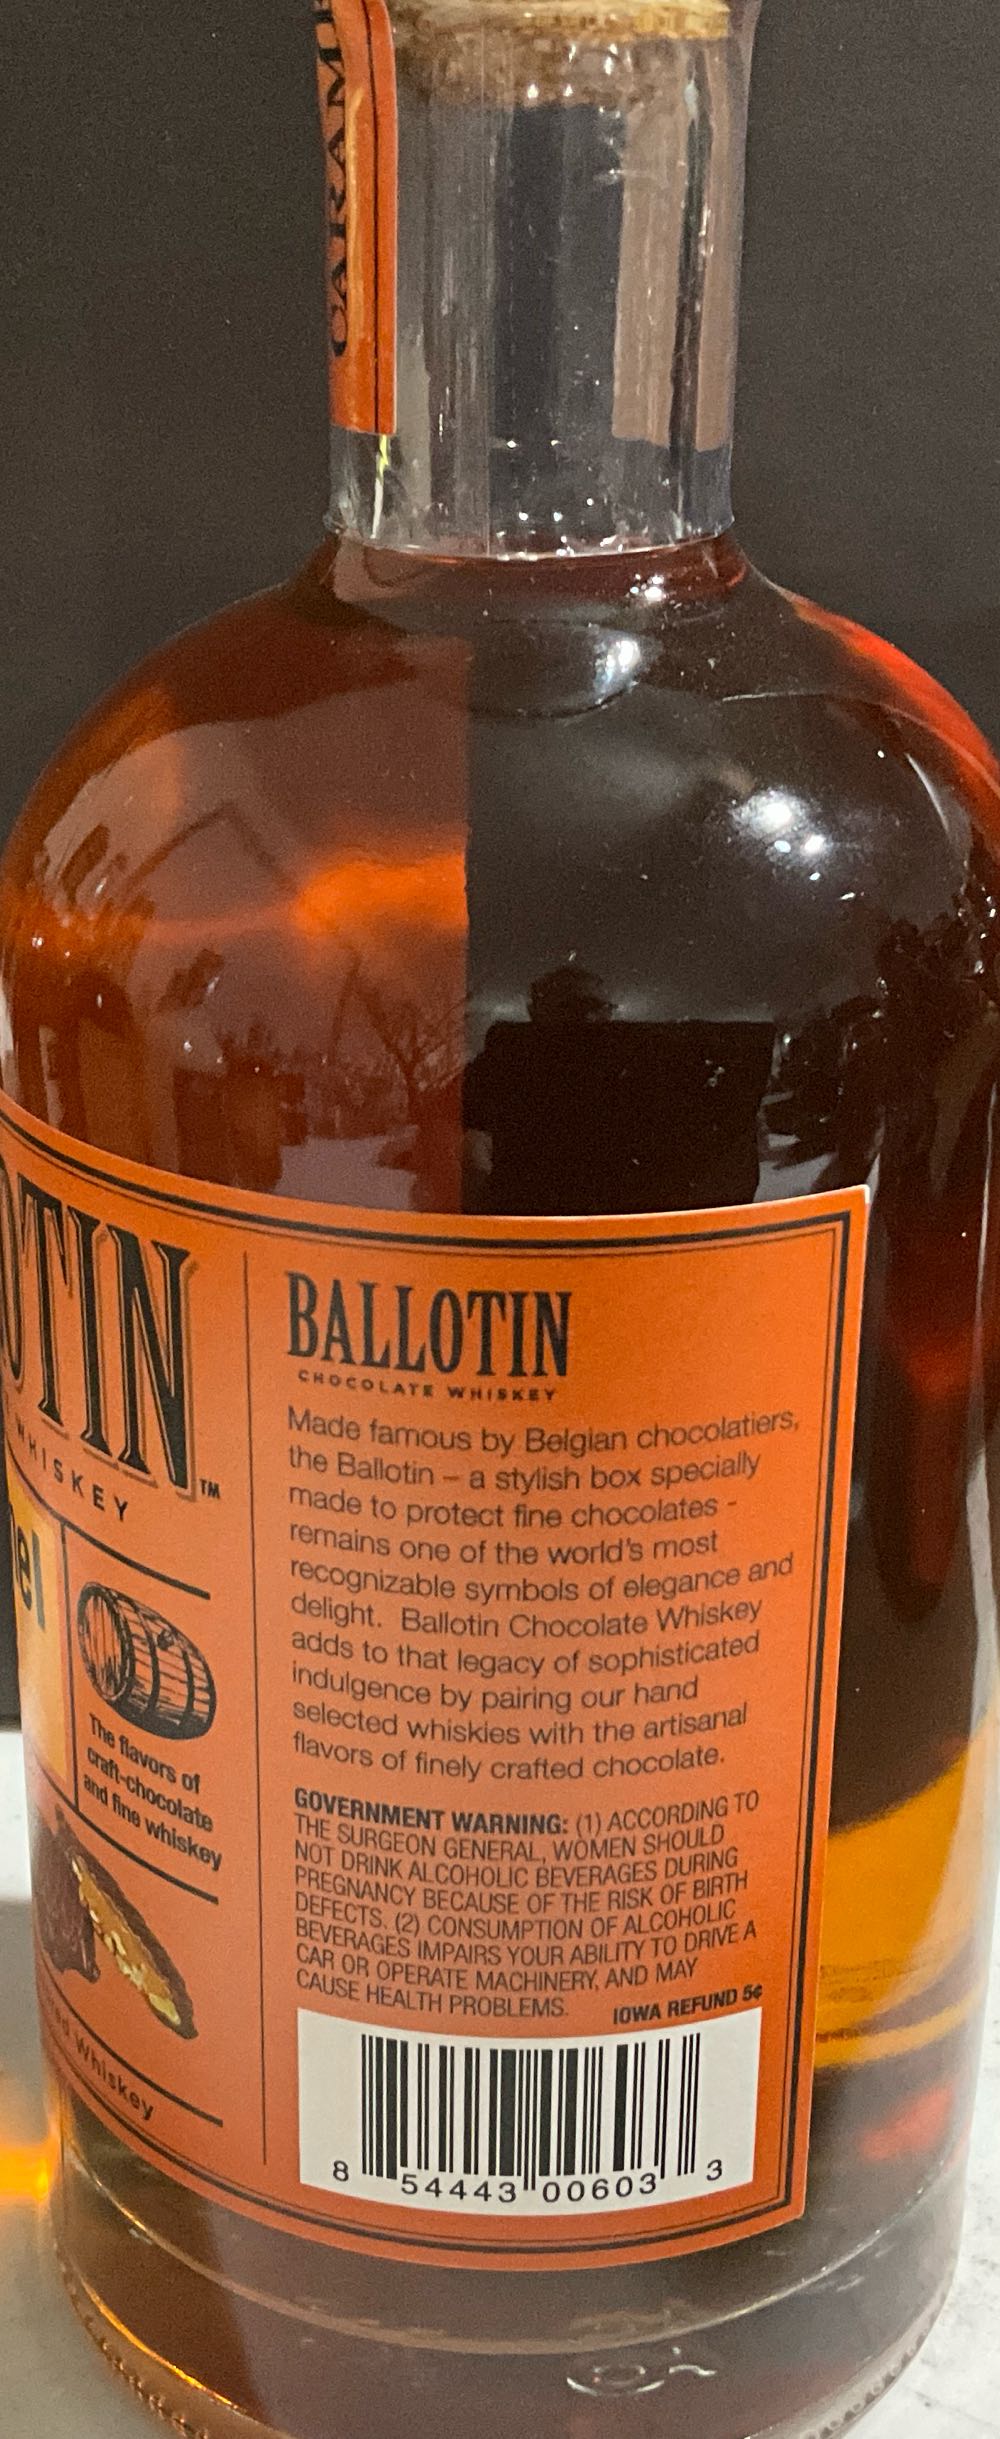 CARAME
OTIN
WHISKEY
TM
el
The flavors of
craft-chocolate
and fine whiskey
Whiskey
BALLOTIN
CHOCOLATE WHISKEY
Made famous by Belgian chocolatiers,
the Ballotin – a stylish box specially
made to protect fine chocolates -
remains one of the world's most
recognizable symbols of elegance and
delight. Ballotin Chocolate Whiskey
adds to that legacy of sophisticated
indulgence by pairing our hand
selected whiskies with the artisanal
flavors of finely crafted chocolate.
GOVERNMENT WARNING: (1) ACCORDING TO
THE SURGEON GENERAL, WOMEN SHOULD
NOT DRINK ALCOHOLIC BEVERAGES DURING
PREGNANCY BECAUSE OF THE RISK OF BIRTH
DEFECTS. (2) CONSUMPTION OF ALCOHOLIC
BEVERAGES IMPAIRS YOUR ABILITY TO DRIVE A
CAR OR OPERATE MACHINERY, AND MAY
CAUSE HEALTH PROBLEMS. IOWA REFUND 5¢
8 54443 00603 3